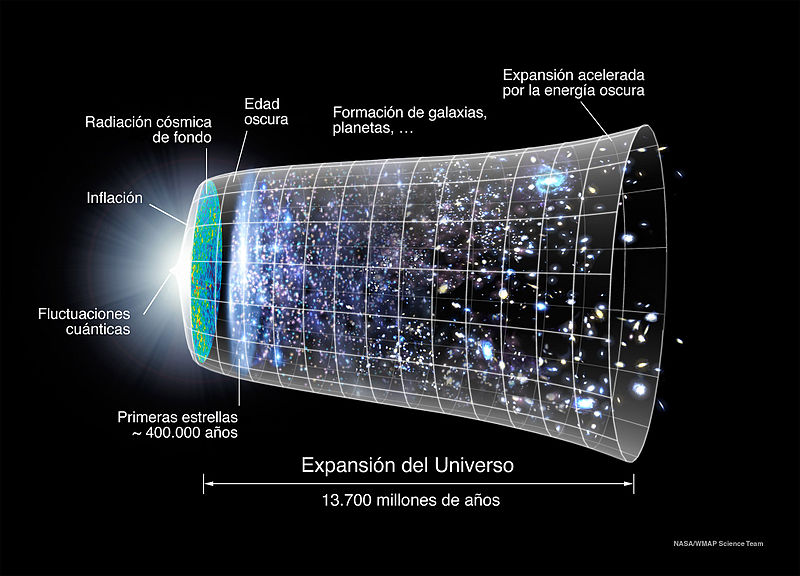 Expansión acelerada
por la energía oscura
Edad
oscura
Formación de galaxias,
planetas, …
Radiación cósmica
de fondo
Inflación
Fluctuaciones
cuánticas
Primeras estrellas
~ 400.000 años
Expansión del Universo
13.700 millones de años
NASA/WMAP Science Team